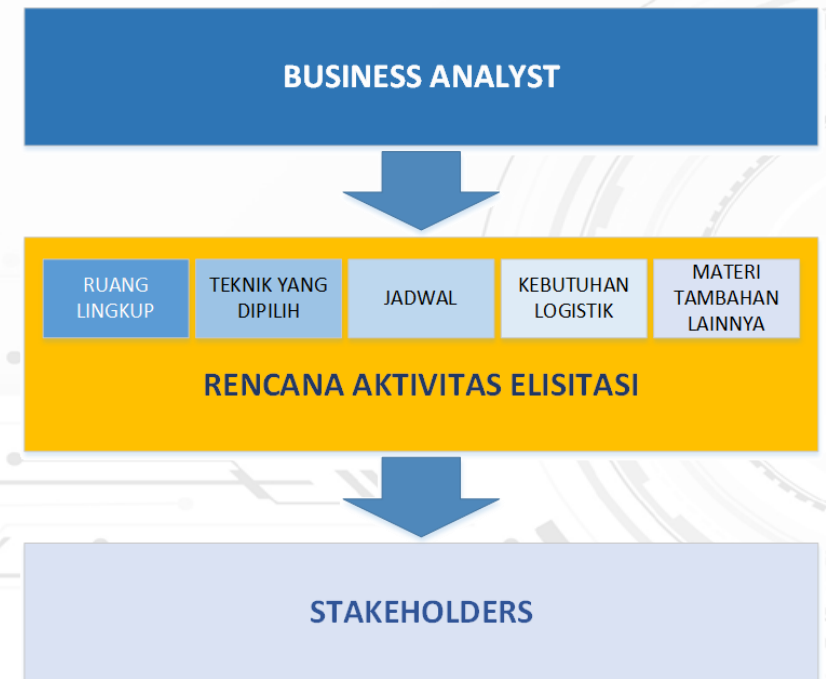 BUSINESS ANALYST
RUANG
LINGKUP
TEKNIK YANG
DIPILIH
JADWAL
KEBUTUHAN
LOGISTIK
MATERI
TAMBAHAN
LAINNYA
RENCANA AKTIVITAS ELISITASI
STAKEHOLDERS